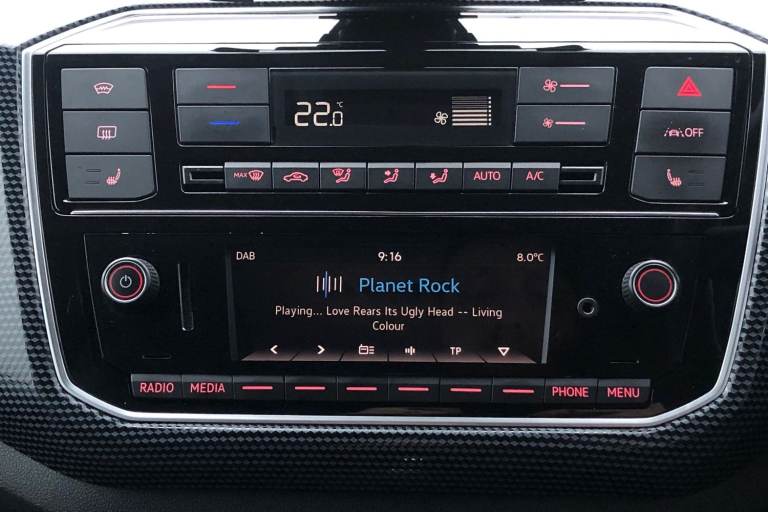 22.0 °C
OFF
MAX
AUTO
A/C
DAB 9:16 8.0°C
Planet Rock
Playing... Love Rears Its Ugly Head -- Living
Colour
TP
RADIO MEDIA PHONE MENU